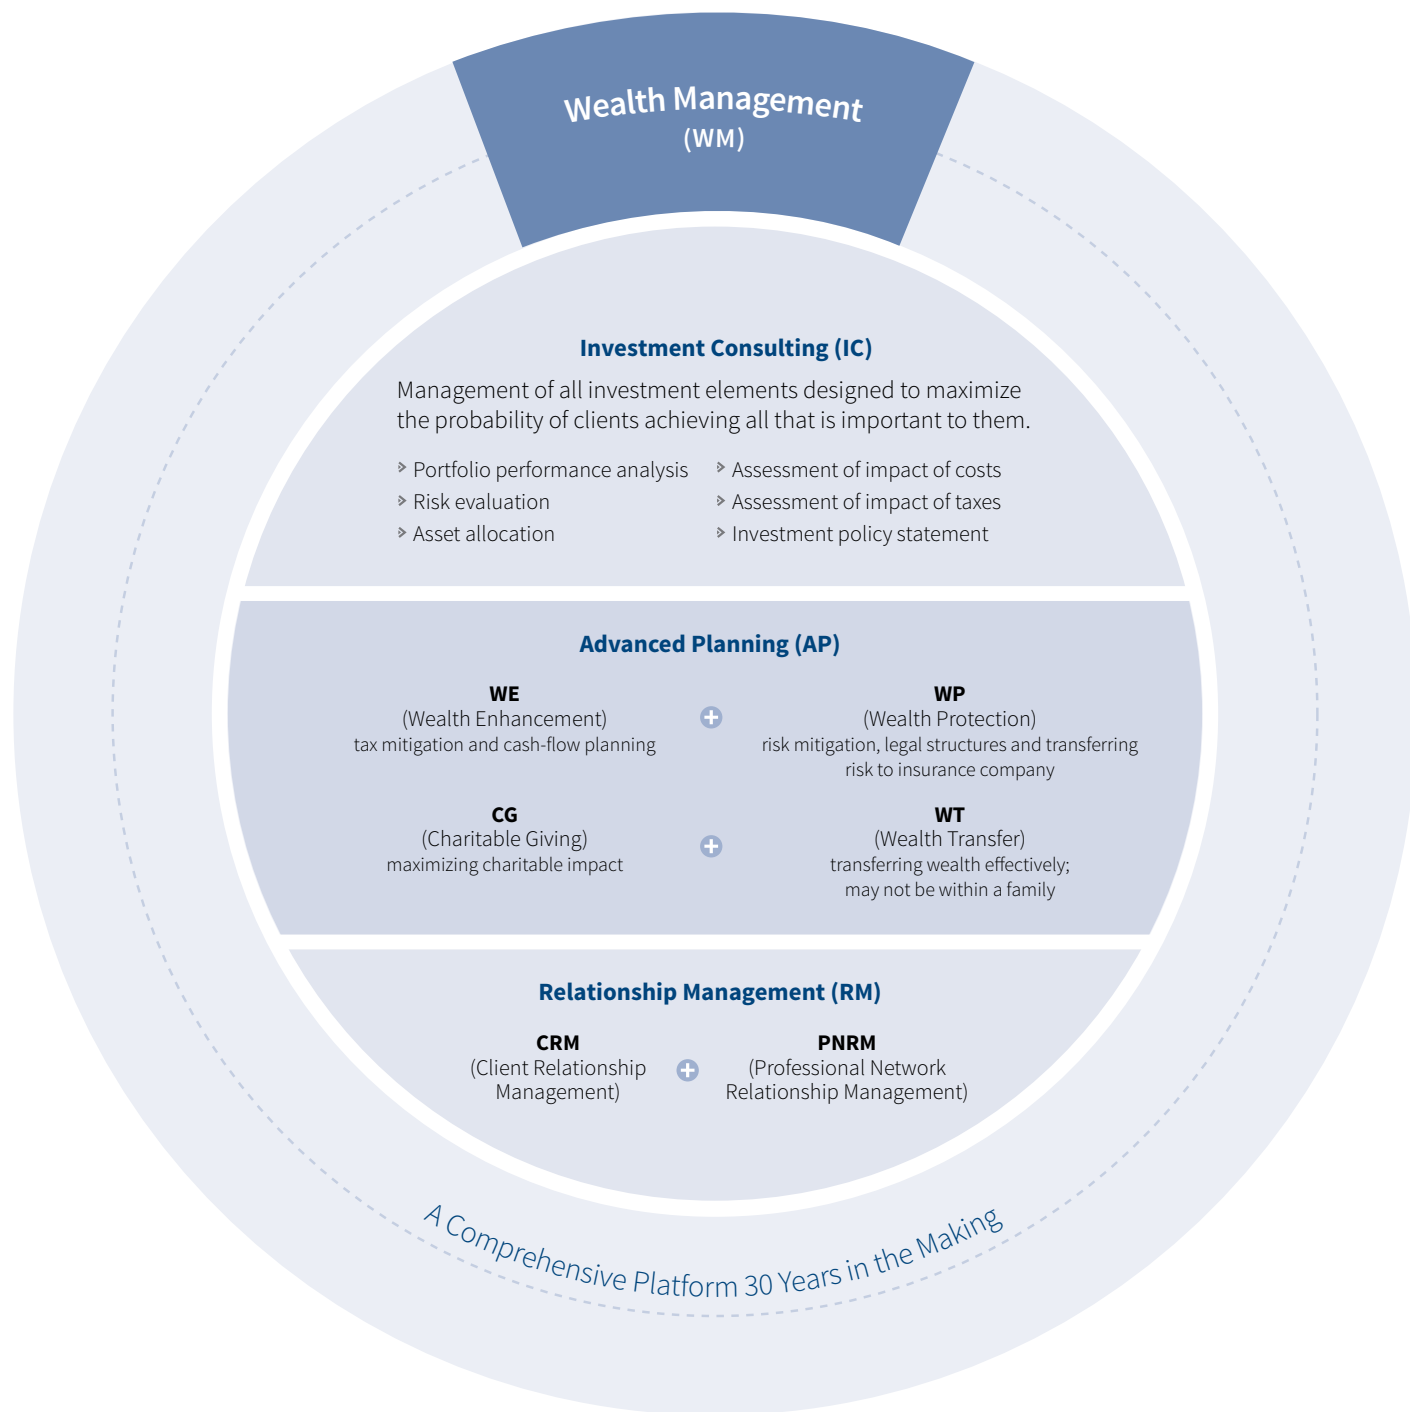 Wealth Management
(WM)
Investment Consulting (IC)
Management of all investment elements designed to maximize
the probability of clients achieving all that is important to them.
Portfolio performance analysis
Risk evaluation
Asset allocation
Assessment of impact of costs
Assessment of impact of taxes
Investment policy statement
Advanced Planning (AP)
WE
(Wealth Enhancement)
tax mitigation and cash-flow planning
WP
(Wealth Protection)
risk mitigation, legal structures and transferring
risk to insurance company
CG
(Charitable Giving)
maximizing charitable impact
WT
(Wealth Transfer)
transferring wealth effectively;
may not be within a family
Relationship Management (RM)
CRM
(Client Relationship
Management)
PNRM
(Professional Network
Relationship Management)
A Comprehensive Platform 30 Years in the Making